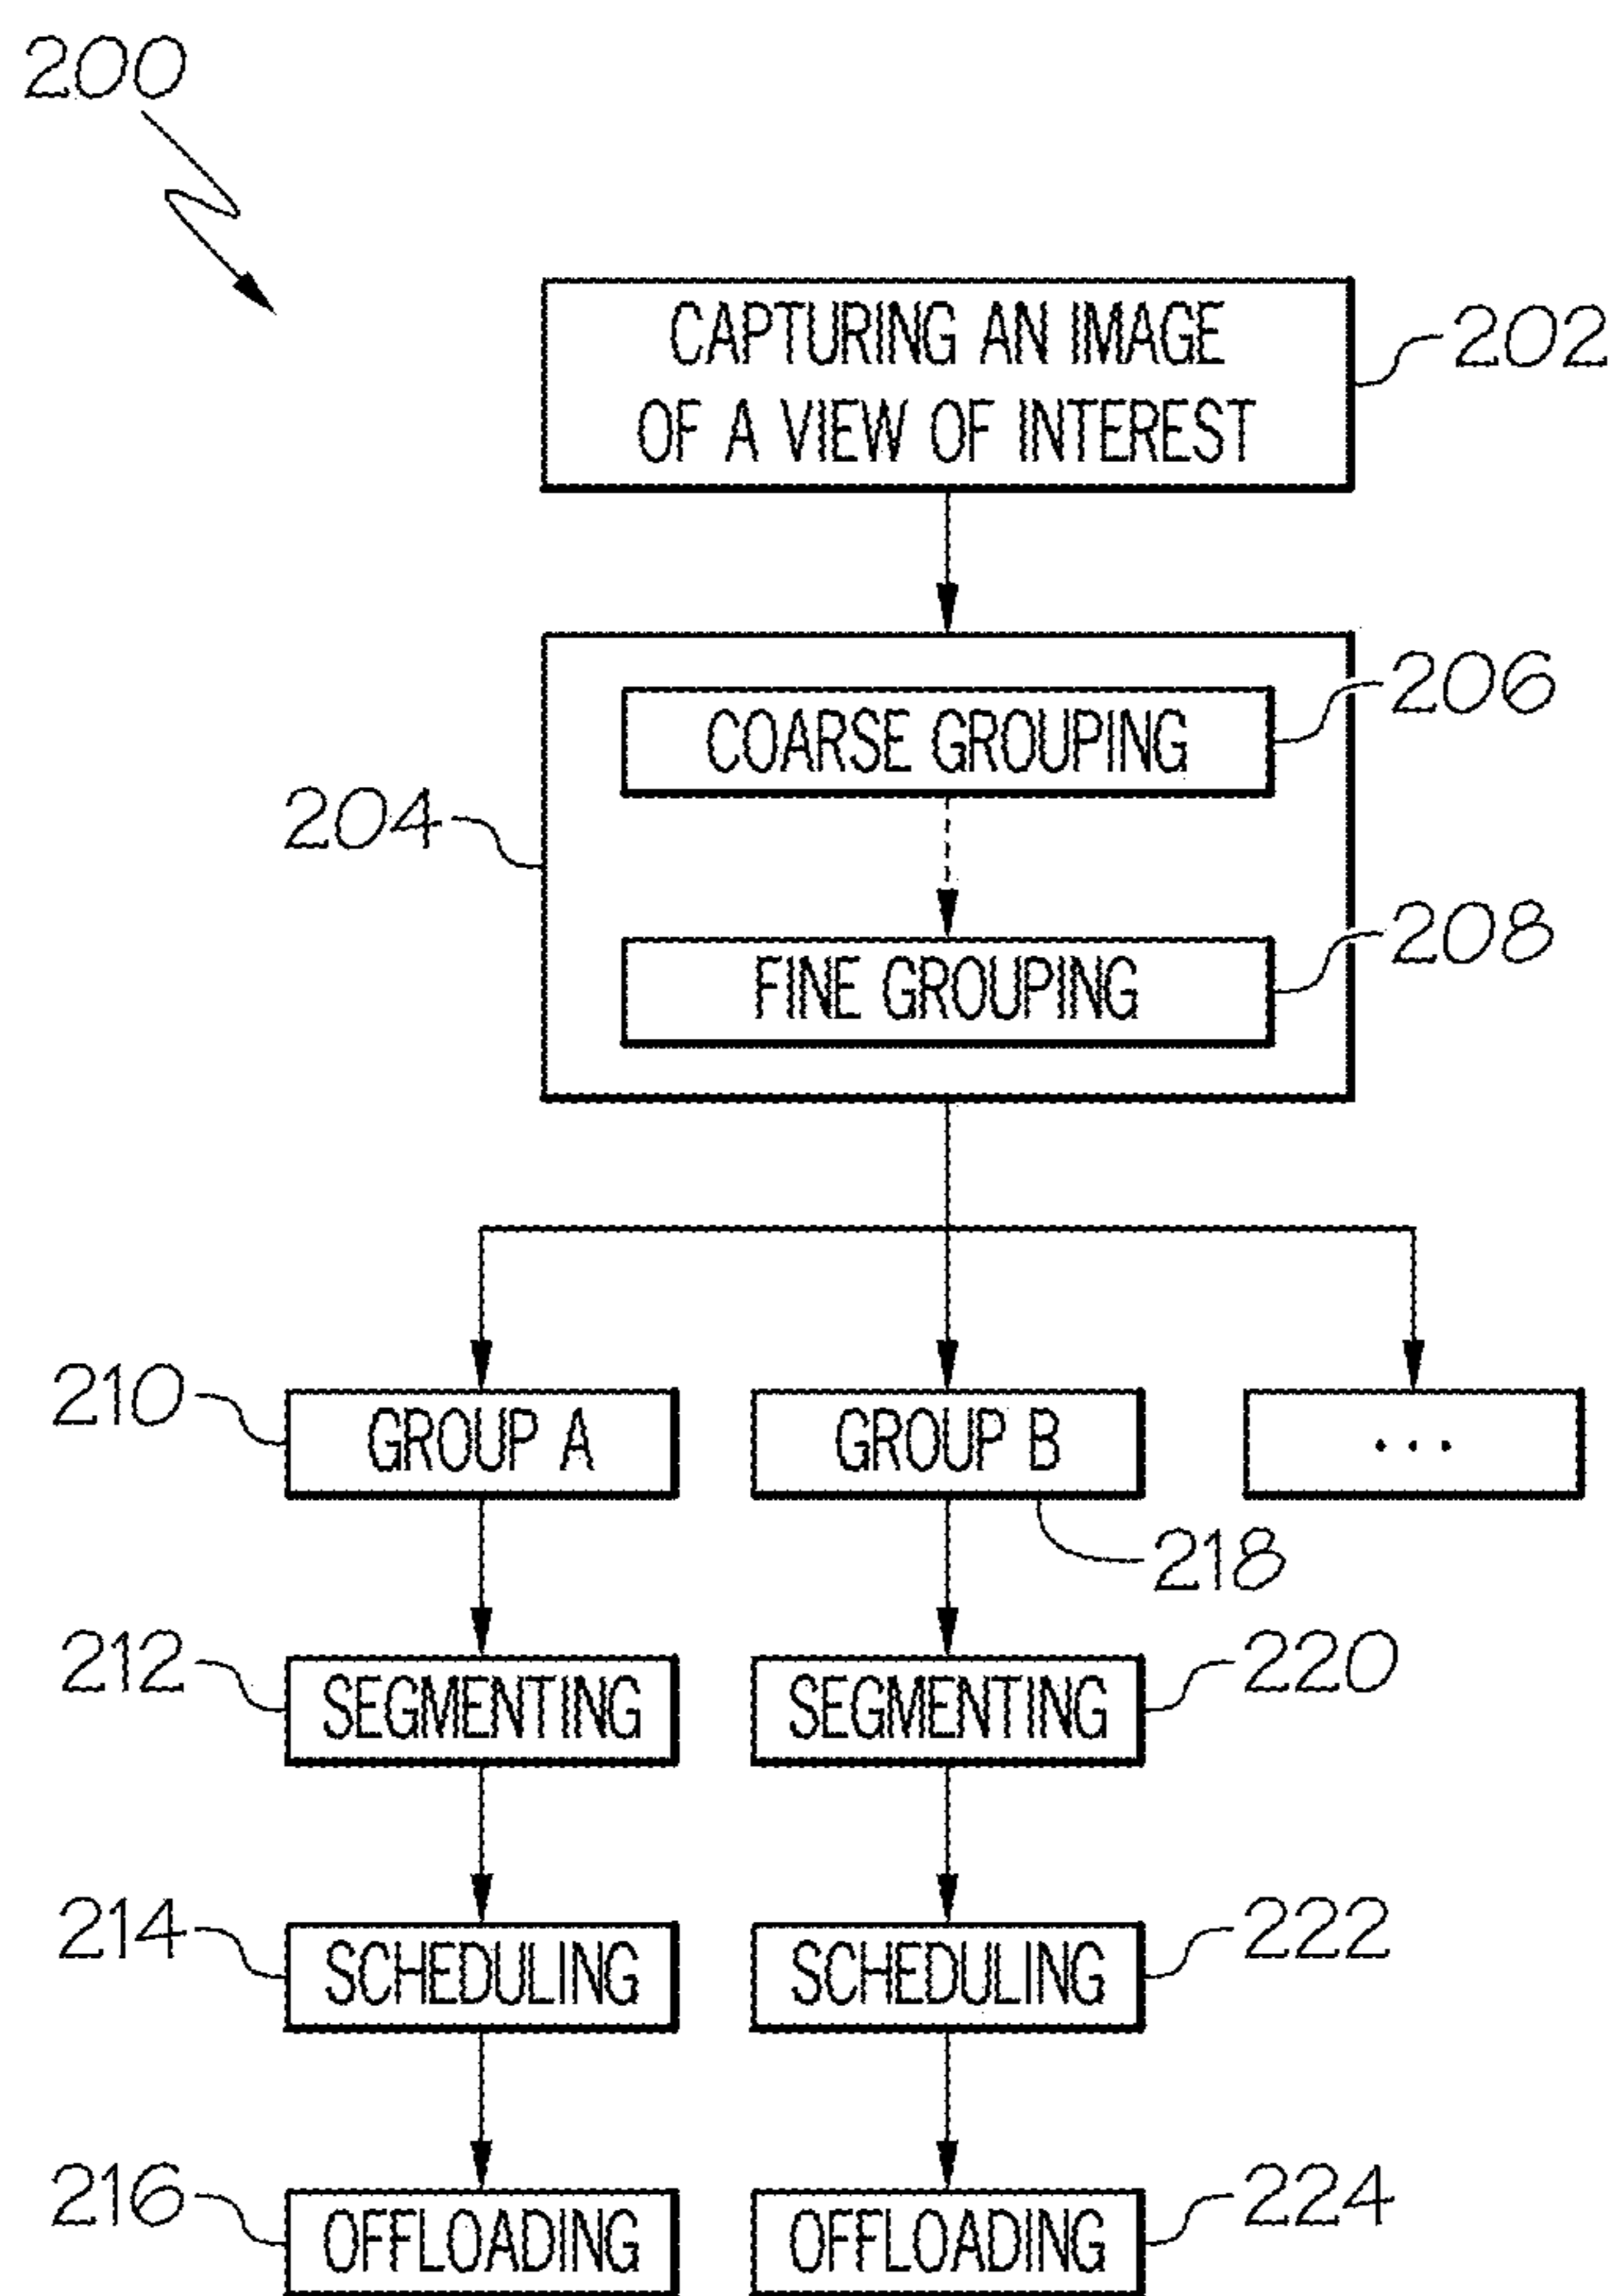 200
CAPTURING AN IMAGE
OF A VIEW OF INTEREST
202
COARSE GROUPING
206
204
FINE GROUPING
208
210
GROUP A
GROUP B
...
218
212
SEGMENTING
SEGMENTING
220
214
SCHEDULING
SCHEDULING
222
216
OFFLOADING
OFFLOADING
224